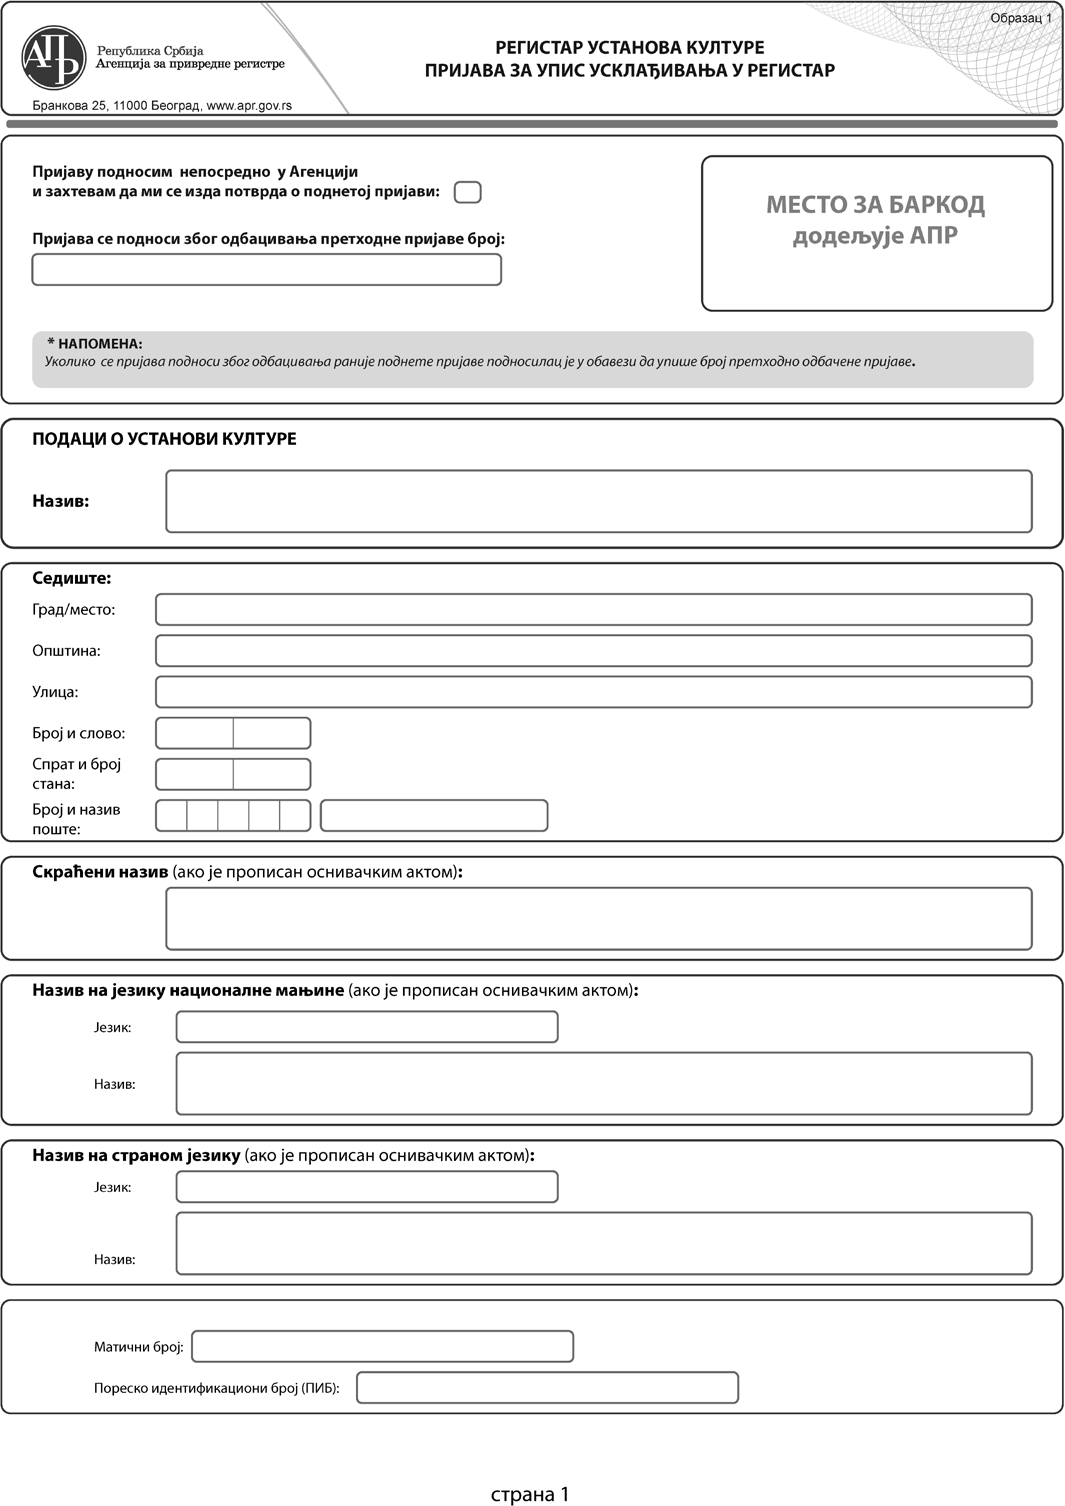 Образац 1
АПР
Република Србија
Агенција за привредне регистре
Бранкова 25, 11000 Београд, www.apr.gov.rs
РЕГИСТАР УСТАНОВА КУЛТУРЕ
ПРИЈАВА ЗА УПИС УСКЛАЂИВАЊА У РЕГИСТАР
Пријаву подносим непосредно у Агенцији
и захтевам да ми се изда потврда о поднетој пријави:
Пријава се подноси због одбацивања претходне пријаве број:
МЕСТО ЗА БАРКОД
додељује АПР
* НАПОМЕНА:
Уколико се пријава подноси због одбацивања раније поднете пријаве подносилац је у обавези да упише број претходно одбачене пријаве.
ПОДАЦИ О УСТАНОВИ КУЛТУРЕ
Назив:
Седиште:
Град/место:
Општина:
Улица:
Број и слово:
Спрат и број
стана:
Број и назив
поште:
Скраћени назив (ако је прописан оснивачким актом):
Назив на језику националне мањине (ако је прописан оснивачким актом):
Језик:
Назив:
Назив на страном језику (ако је прописан оснивачким актом):
Језик:
Назив:
Матични број:
Пореско идентификациони број (ПИБ):
страна 1